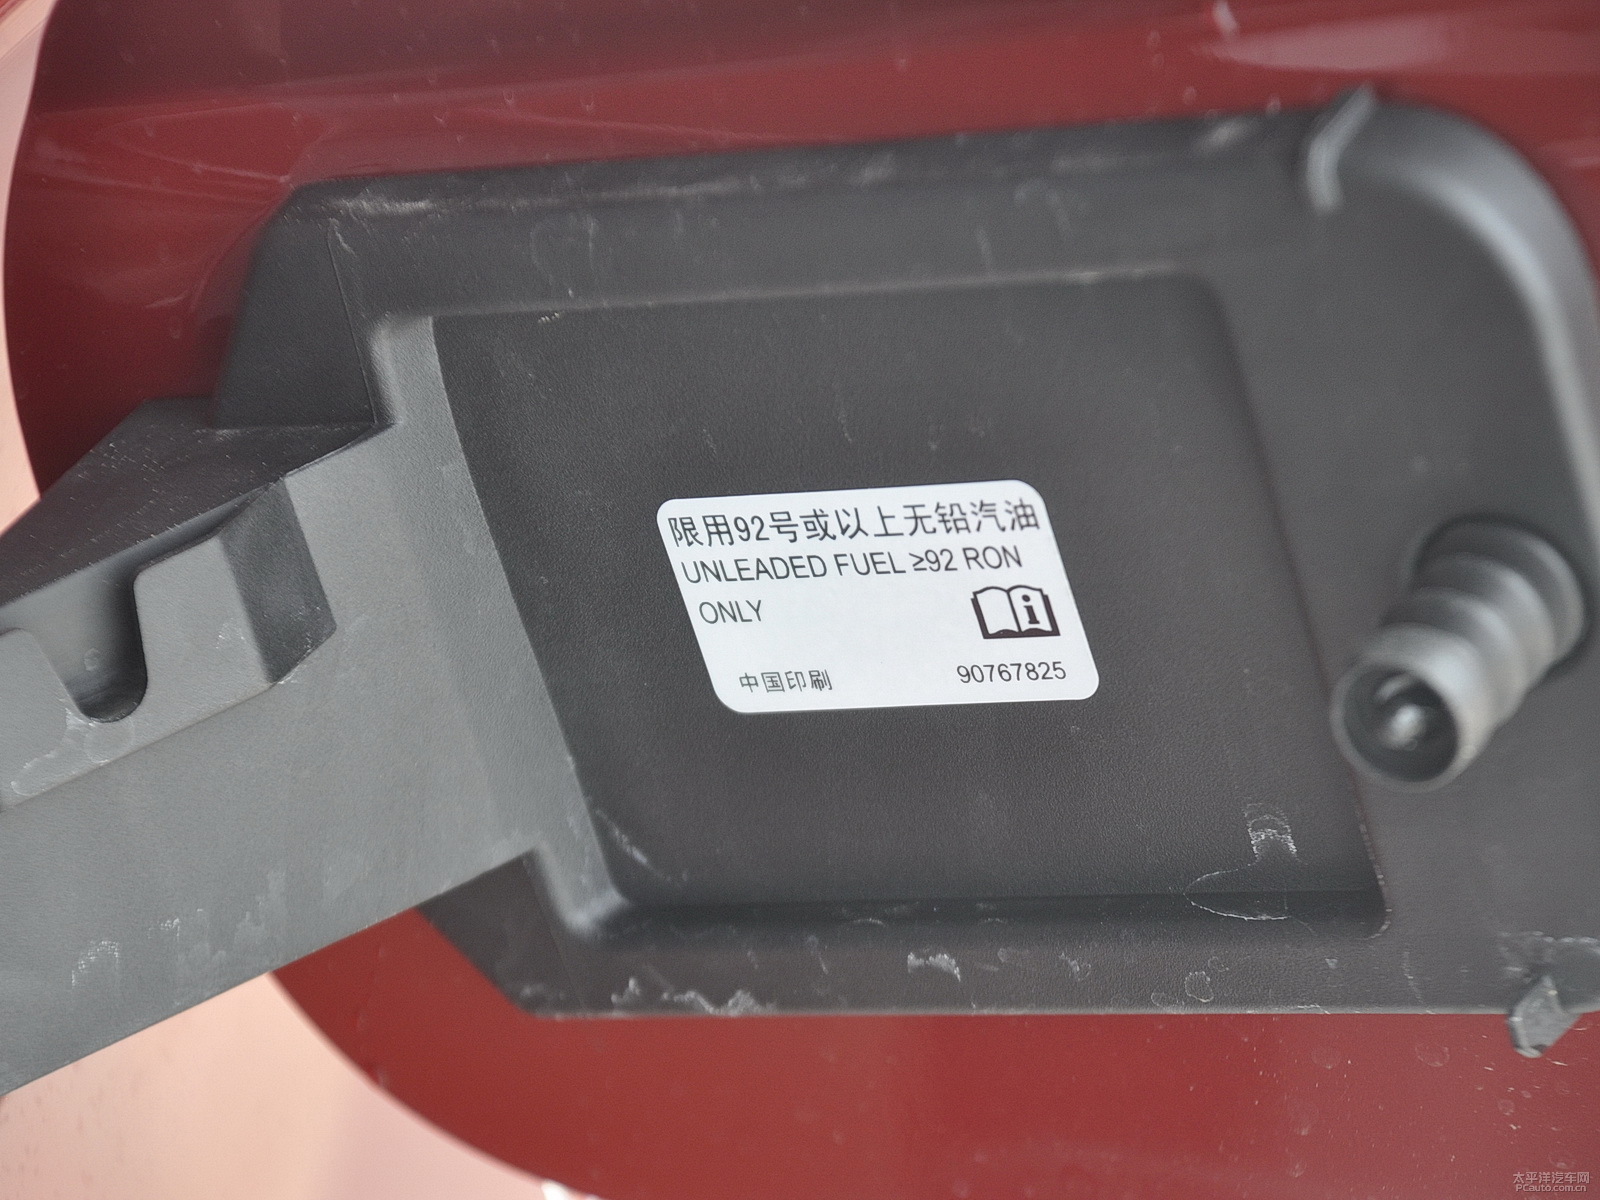 限用92号或以上无铅汽油
UNLEADED FUEL ≥92 RON
ONLY
中国印刷 90767825
太平洋汽车网
PCauto.com.cn